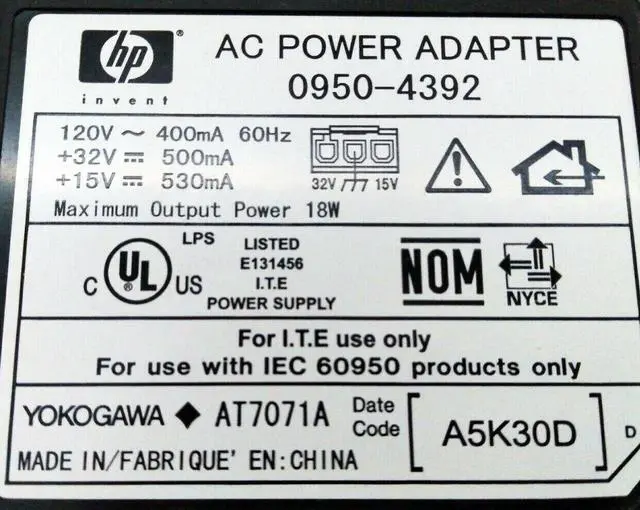 hp
®
invent
AC POWER ADAPTER
0950-4392
120V ~ 400mA 60Hz
+32V ⎓ 500mA
+15V ⎓ 530mA
32V 15V
Maximum Output Power 18W
C UL US
®
LPS
LISTED
E131456
I.T.E
POWER SUPPLY
NOM
NYCE
For I.T.E use only
For use with IEC 60950 products only
YOKOGAWA ◆ AT7071A
Date
Code
A5K30D
D
MADE IN/FABRIQUE' EN:CHINA